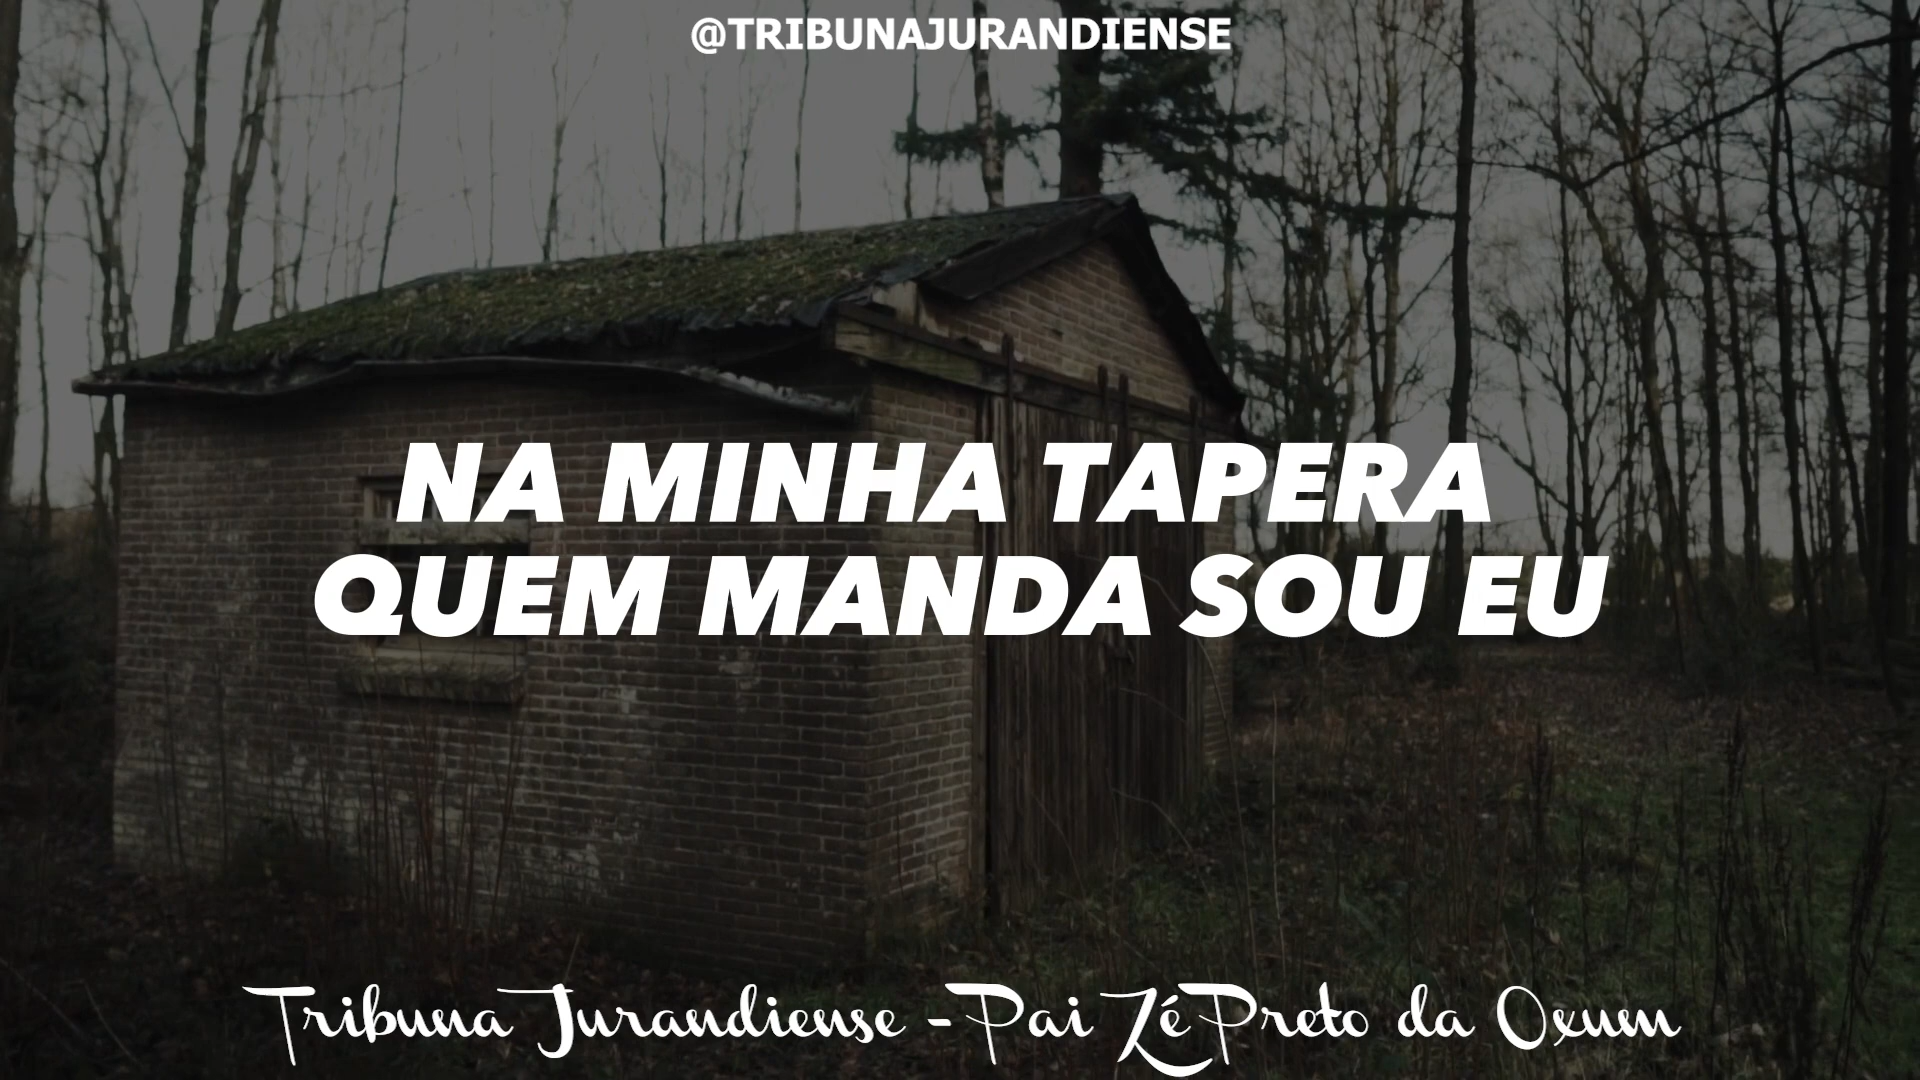 @TRIBUNAJURANDIENSE
NA MINHA TAPERA
QUEM MANDA SOU EU
Tribuna Jurandiense - Pai Zé Preto da Oxum